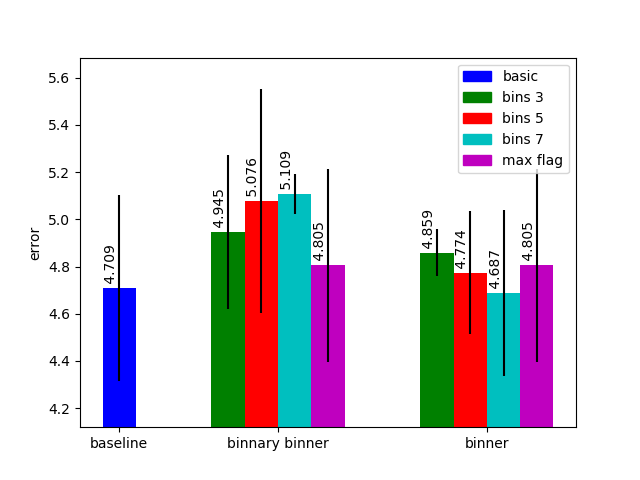 5.6
5.4
5.2
5.0
4.8
4.6
4.4
4.2
error
4.709
4.945
5.076
5.109
4.805
4.859
4.774
4.687
4.805
basic
bins 3
bins 5
bins 7
max flag
baseline
binnary binner
binner